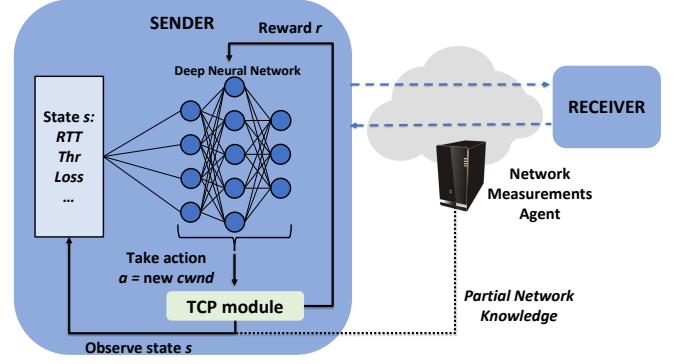 SENDER
Reward r
Deep Neural Network
State s:
RTT
Thr
Loss
...
Take action
a = new cwnd
TCP module
Observe state s
RECEIVER
Network
Measurements
Agent
Partial Network
Knowledge